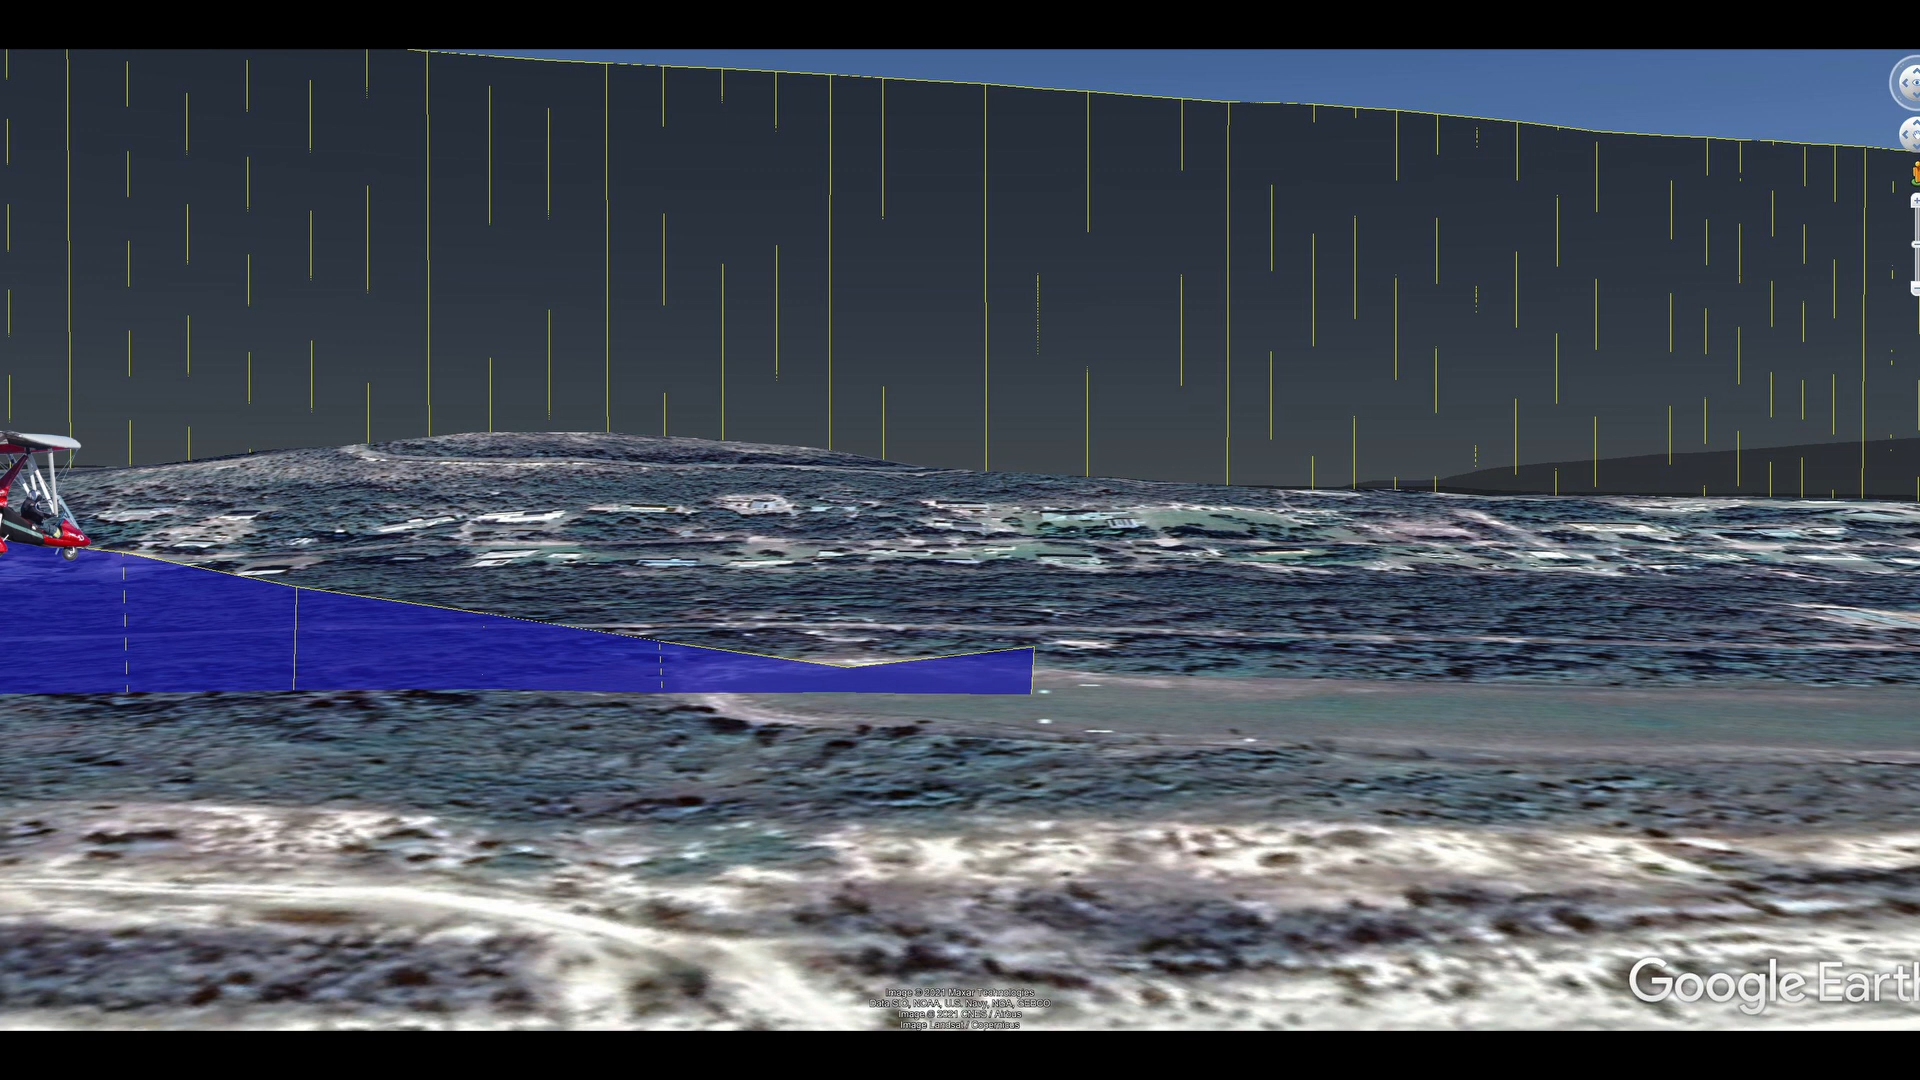 Google Earth
Image © 2021 Maxar Technologies
Data SIO, NOAA, U.S. Navy, NGA, GEBCO
Image © 2021 CNES / Airbus
Image Landsat / Copernicus